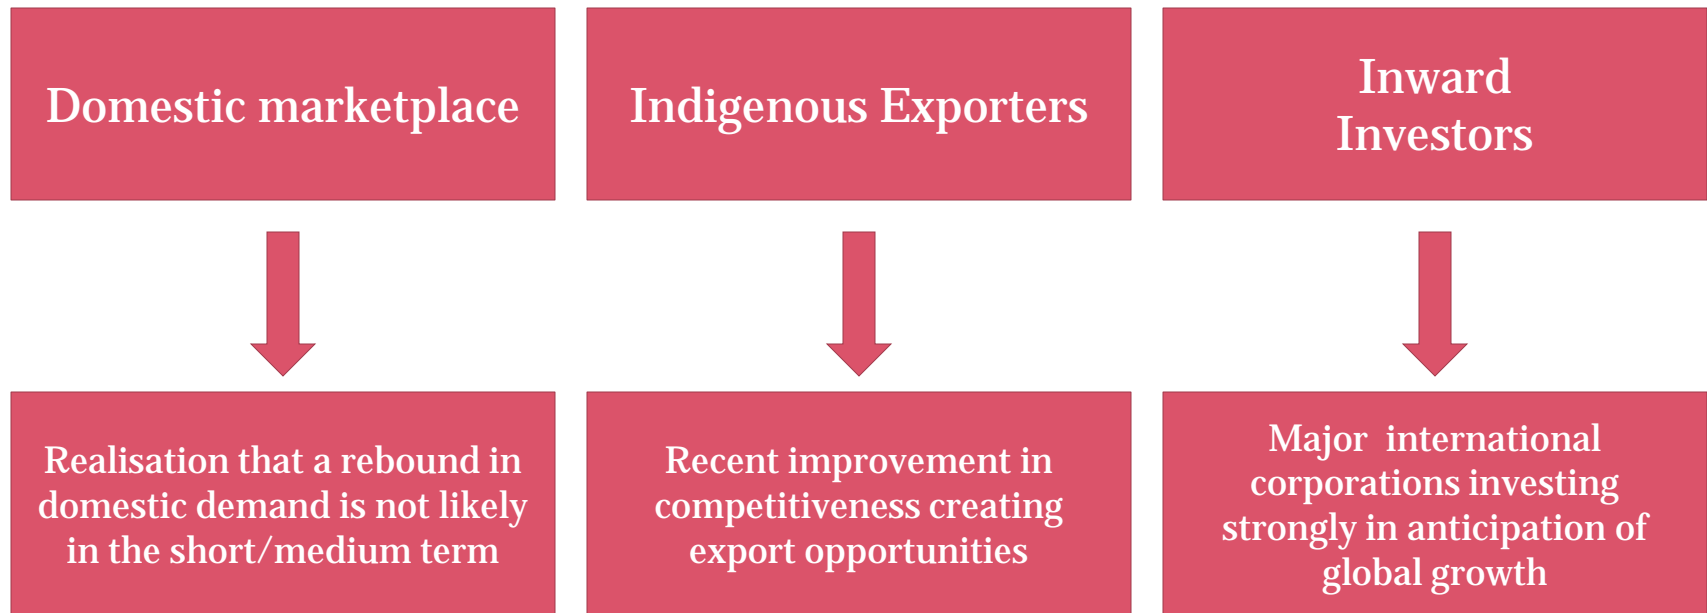 Domestic marketplace
Indigenous Exporters
Inward
Investors
Realisation that a rebound in
domestic demand is not likely
in the short/medium term
Recent improvement in
competitiveness creating
export opportunities
Major international
corporations investing
strongly in anticipation of
global growth